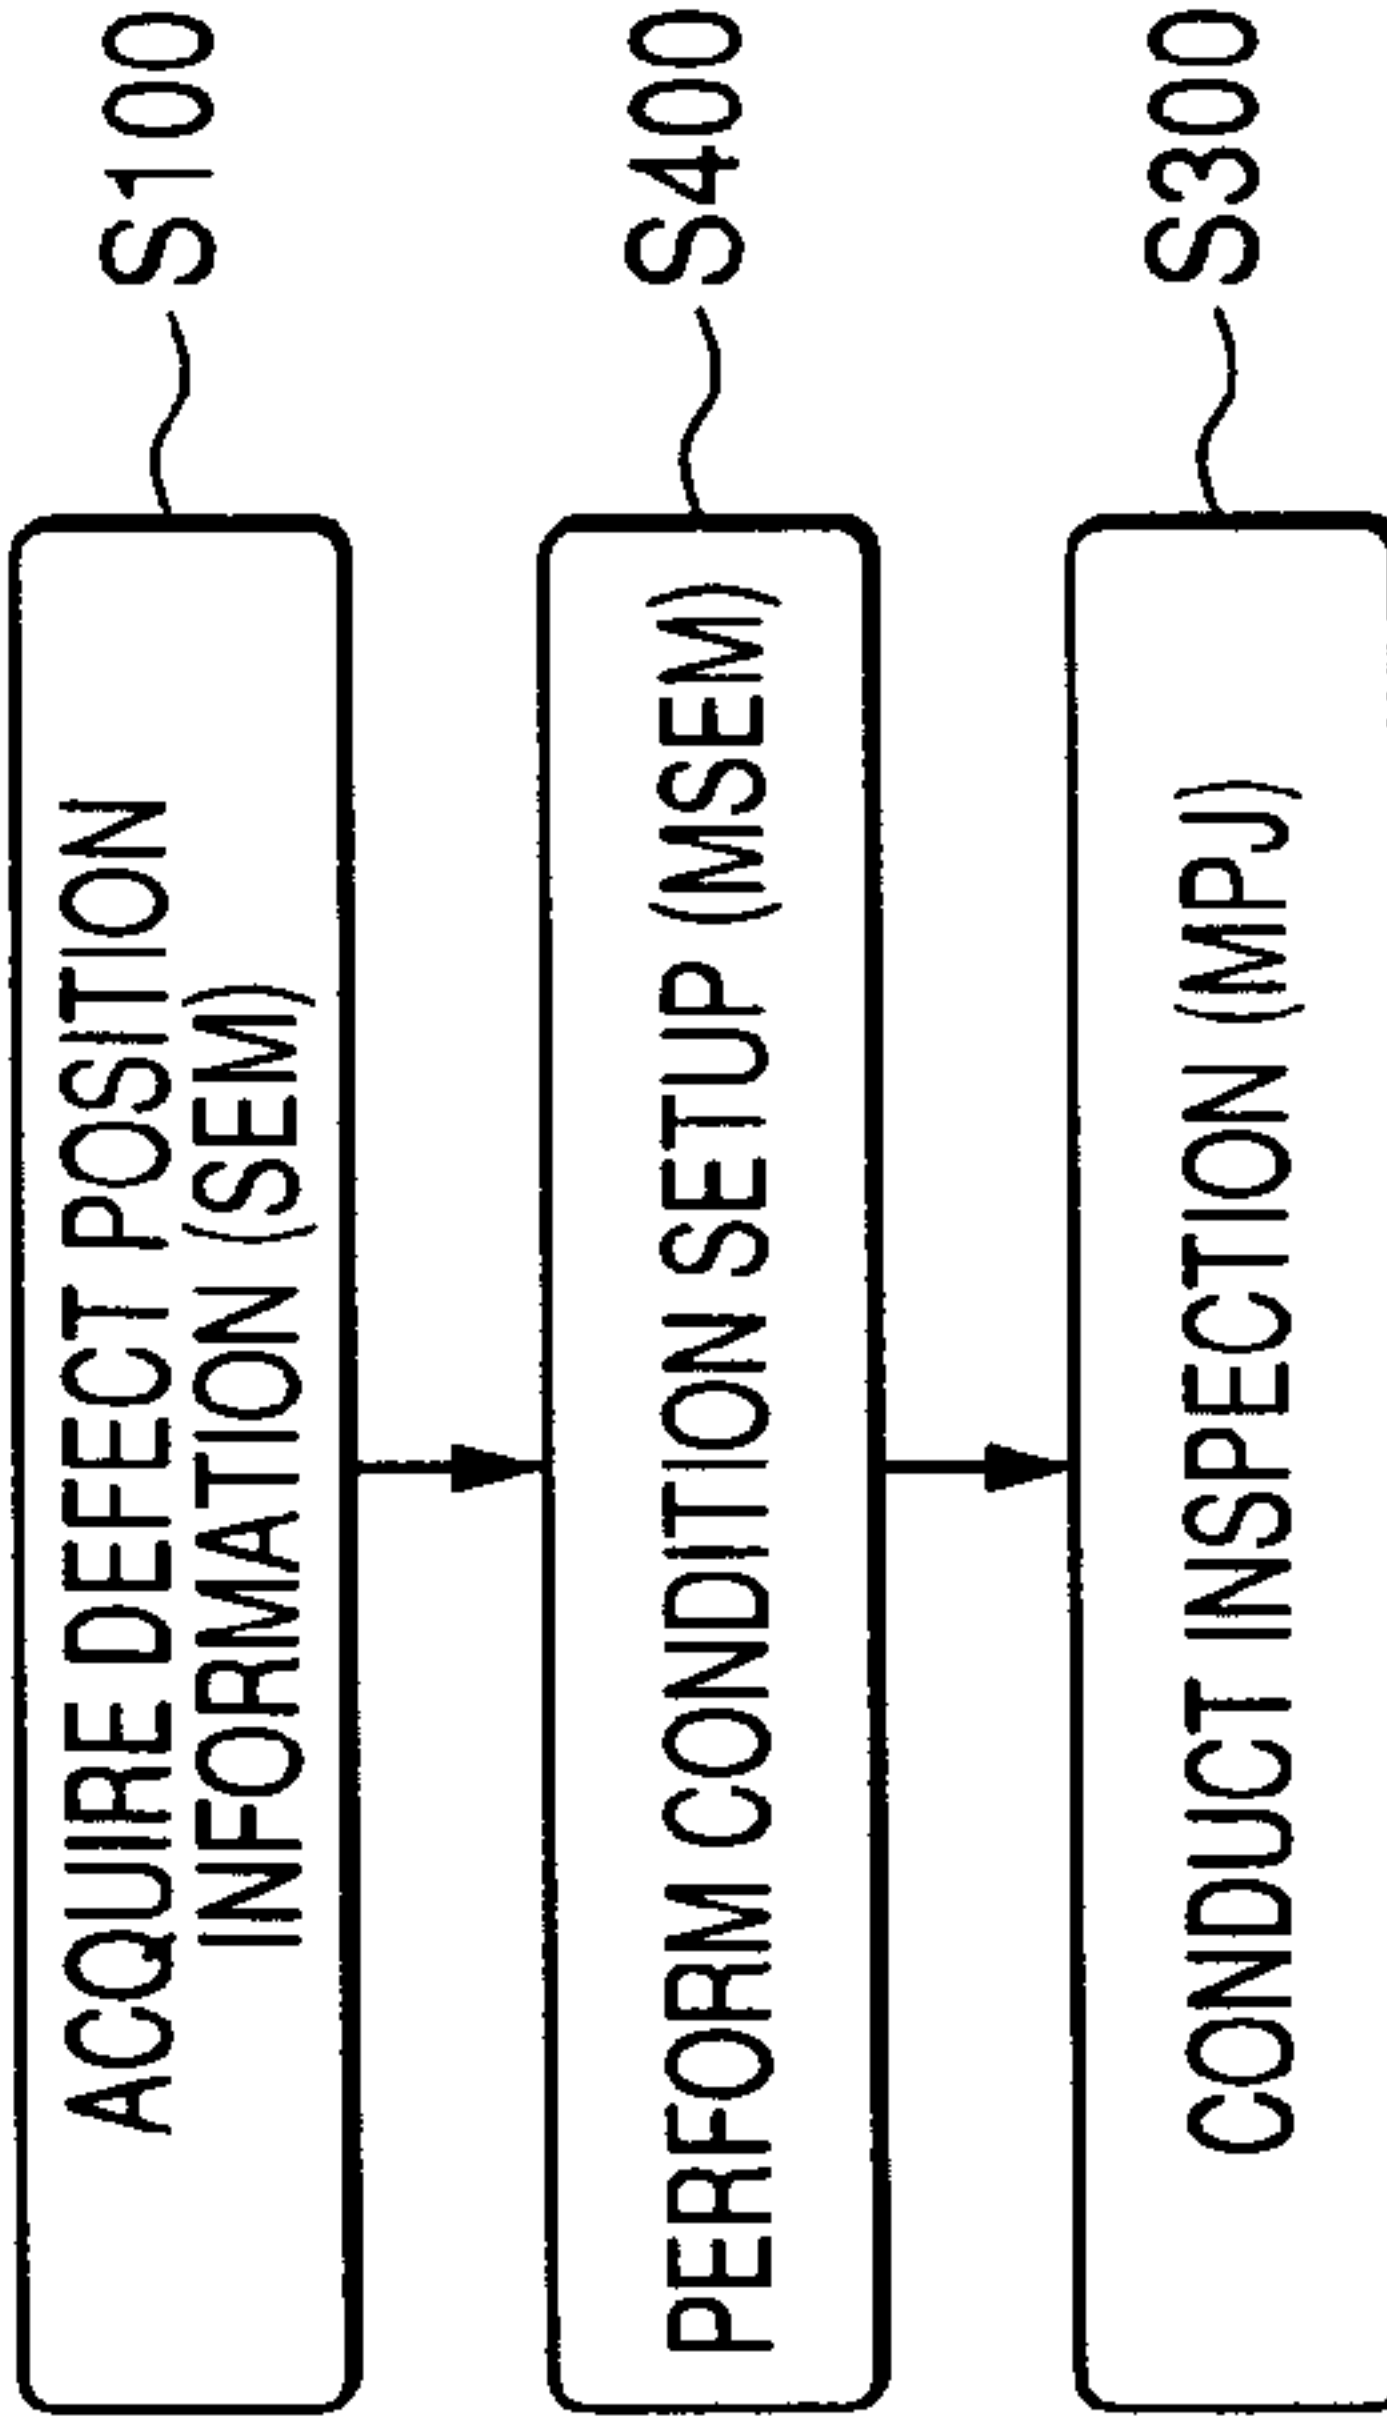 ACQUIRE DEFECT POSITION
INFORMATION (SEM)
S100
PERFORM CONDITION SETUP (MSEM)
S400
CONDUCT INSPECTION (MPJ)
S300